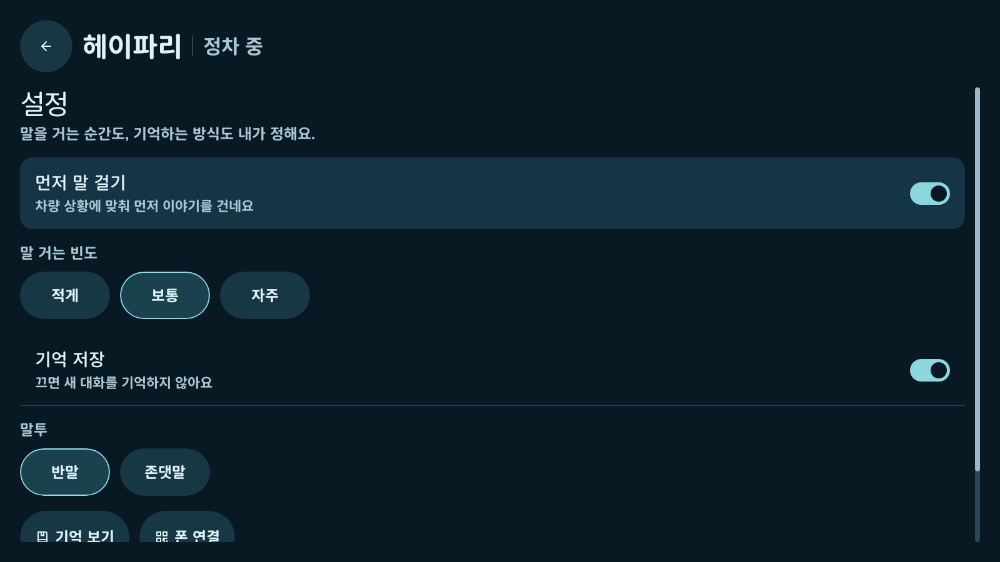 헤이파리 정차 중
설정
말을 거는 순간도, 기억하는 방식도 내가 정해요.
먼저 말 걸기
차량 상황에 맞춰 먼저 이야기를 건네요
말 거는 빈도
적게 보통 자주
기억 저장
끄면 새 대화를 기억하지 않아요
말투
반말 존댓말
기억 보기 폰 연결